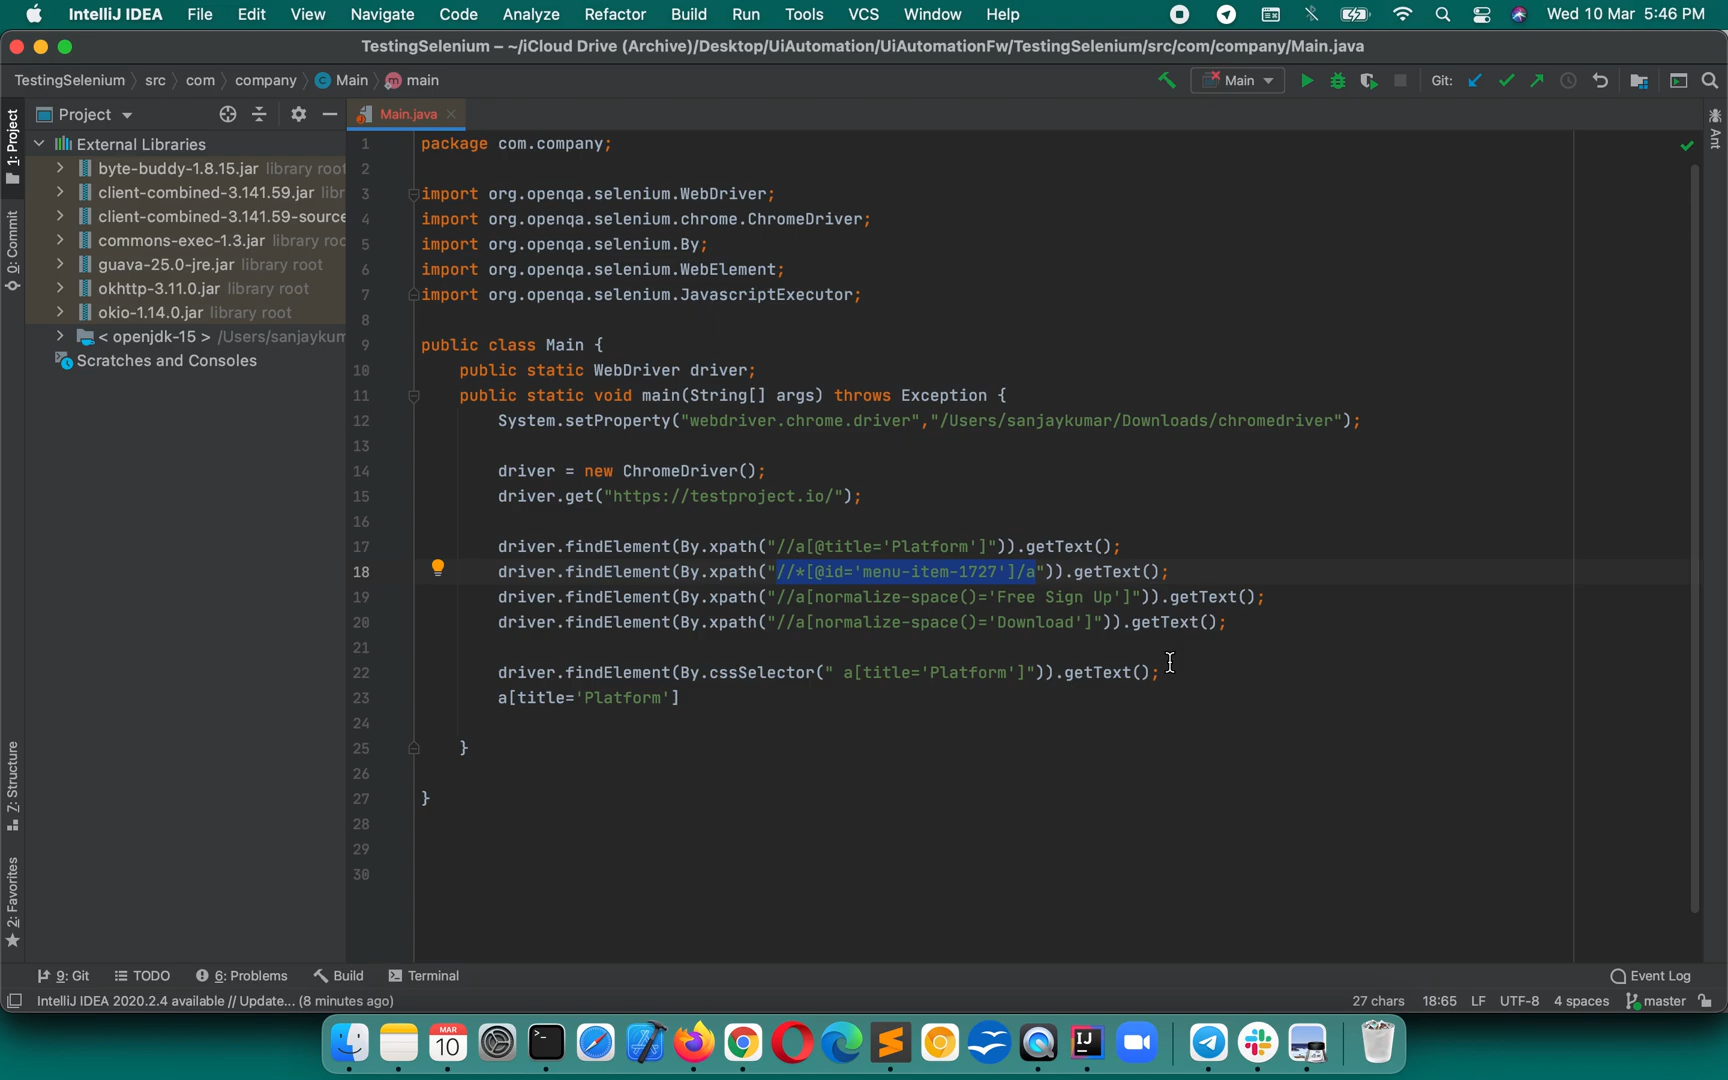 IntelliJ IDEA File Edit View Navigate Code Analyze Refactor Build Run Tools VCS Window Help Wed 10 Mar 5:46 PM
TestingSelenium – ~/iCloud Drive (Archive)/Desktop/UiAutomation/UiAutomationFw/TestingSelenium/src/com/company/Main.java
TestingSelenium src com company Main main Main Git:
Project Main.java
1: Project
0: Commit
7: Structure
2: Favorites
Ant
External Libraries
byte-buddy-1.8.15.jar library root
client-combined-3.141.59.jar libr
client-combined-3.141.59-source
commons-exec-1.3.jar library roo
guava-25.0-jre.jar library root
okhttp-3.11.0.jar library root
okio-1.14.0.jar library root
< openjdk-15 > /Users/sanjaykum
Scratches and Consoles
1 package com.company;
2
3 import org.openqa.selenium.WebDriver;
4 import org.openqa.selenium.chrome.ChromeDriver;
5 import org.openqa.selenium.By;
6 import org.openqa.selenium.WebElement;
7 import org.openqa.selenium.JavascriptExecutor;
8
9 public class Main {
10 public static WebDriver driver;
11 public static void main(String[] args) throws Exception {
12 System.setProperty("webdriver.chrome.driver","/Users/sanjaykumar/Downloads/chromedriver");
13
14 driver = new ChromeDriver();
15 driver.get("https://testproject.io/");
16
17 driver.findElement(By.xpath("//a[@title='Platform']")).getText();
18 driver.findElement(By.xpath("//*[@id='menu-item-1727']/a")).getText();
19 driver.findElement(By.xpath("//a[normalize-space()='Free Sign Up']")).getText();
20 driver.findElement(By.xpath("//a[normalize-space()='Download']")).getText();
21
22 driver.findElement(By.cssSelector(" a[title='Platform']")).getText();
23 a[title='Platform']
24
25 }
26
27 }
28
29
30
9: Git TODO 6: Problems Build Terminal Event Log
IntelliJ IDEA 2020.2.4 available // Update... (8 minutes ago) 27 chars 18:65 LF UTF-8 4 spaces master
MAR
10
IJ